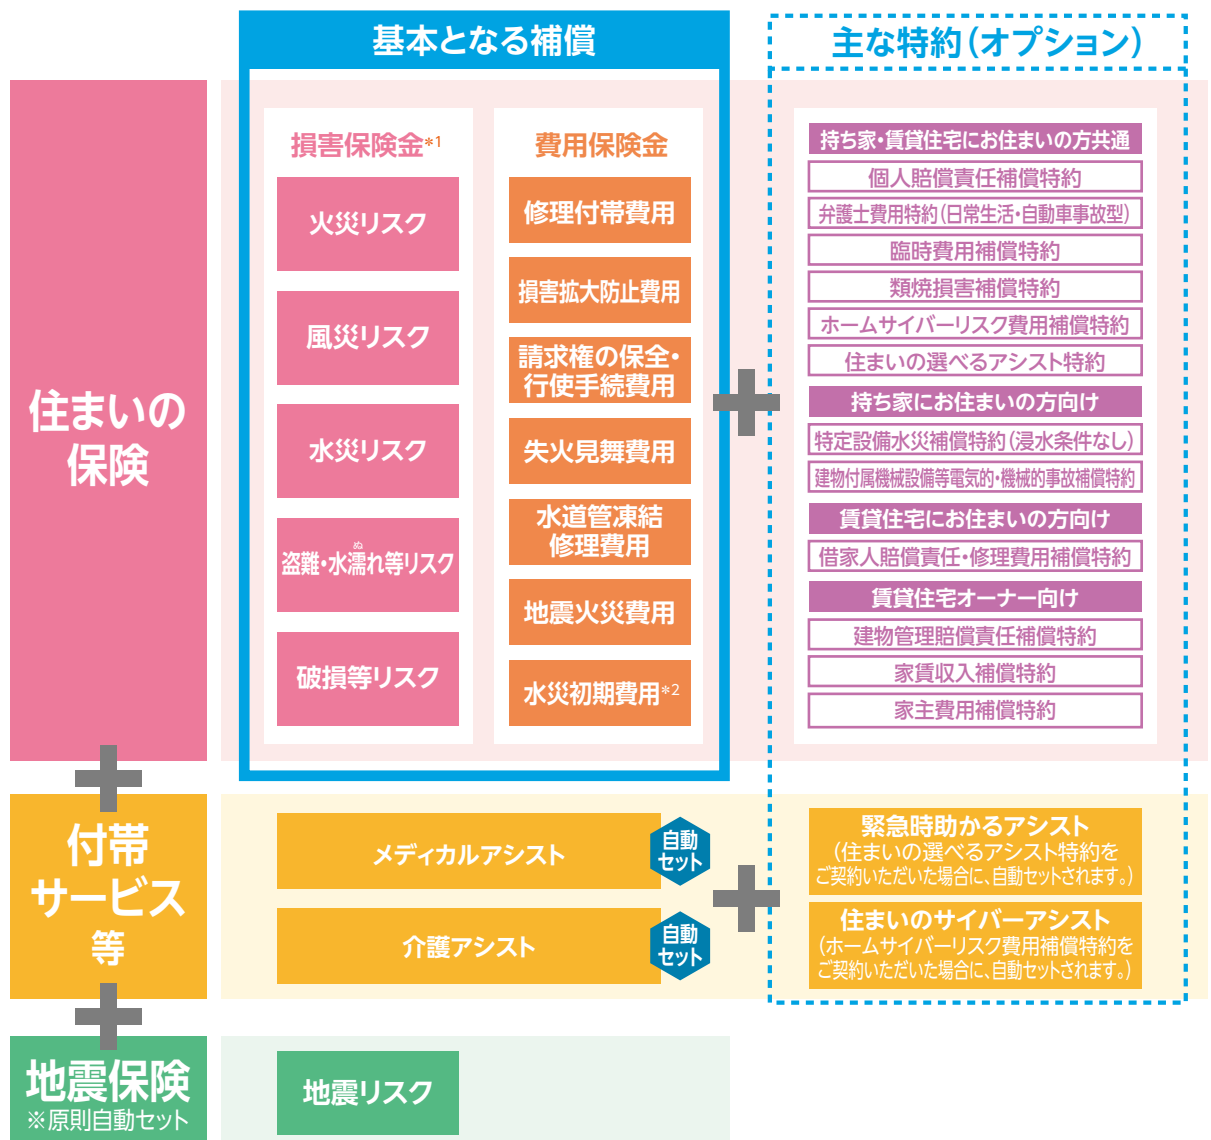 基本となる補償
主な特約（オプション）
住まいの
保険
損害保険金＊1
火災リスク
風災リスク
水災リスク
ぬ
盗難・水濡れ等リスク
破損等リスク
費用保険金
修理付帯費用
損害拡大防止費用
請求権の保全・
行使手続費用
失火見舞費用
水道管凍結
修理費用
地震火災費用
水災初期費用＊2
持ち家・賃貸住宅にお住まいの方共通
個人賠償責任補償特約
弁護士費用特約（日常生活・自動車事故型）
臨時費用補償特約
類焼損害補償特約
ホームサイバーリスク費用補償特約
住まいの選べるアシスト特約
持ち家にお住まいの方向け
特定設備水災補償特約（浸水条件なし）
建物付属機械設備等電気的・機械的事故補償特約
賃貸住宅にお住まいの方向け
借家人賠償責任・修理費用補償特約
賃貸住宅オーナー向け
建物管理賠償責任補償特約
家賃収入補償特約
家主費用補償特約
付帯
サービス
等
メディカルアシスト
自動
セット
介護アシスト
自動
セット
緊急時助かるアシスト
（住まいの選べるアシスト特約を
ご契約いただいた場合に、自動セットされます。）
住まいのサイバーアシスト
（ホームサイバーリスク費用補償特約を
ご契約いただいた場合に、自動セットされます。）
地震保険
※原則自動セット
地震リスク